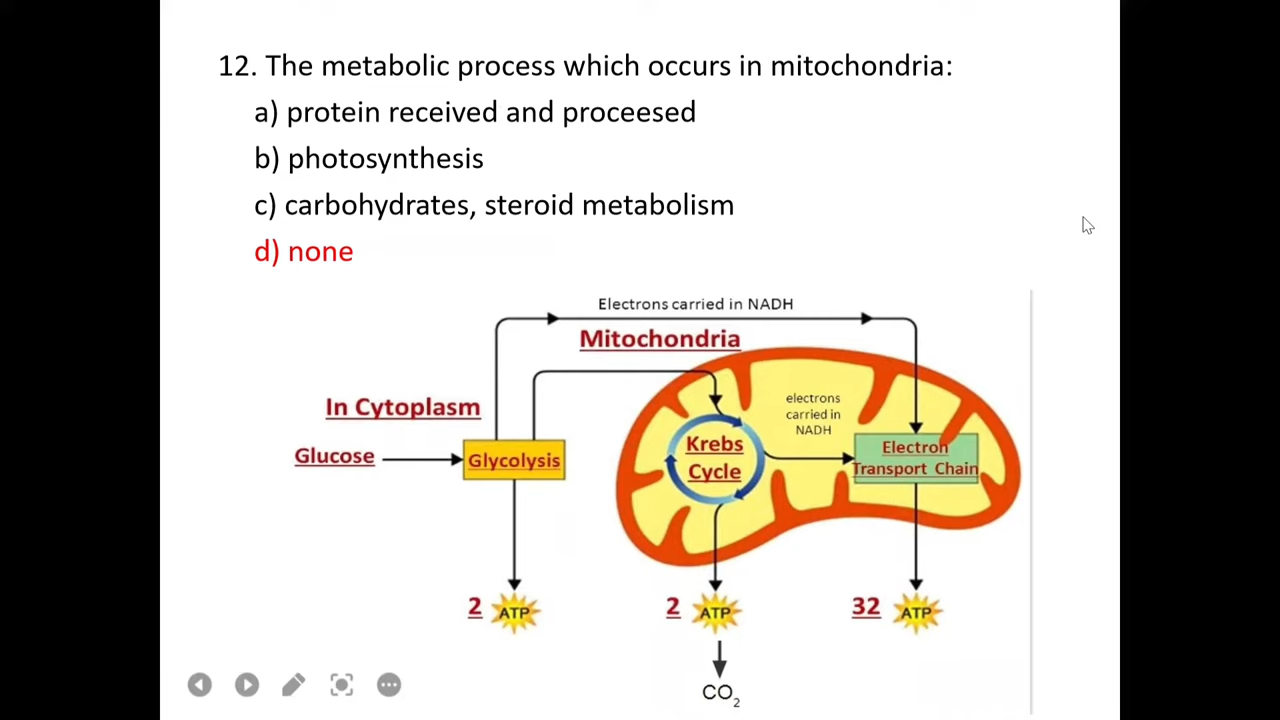 12. The metabolic process which occurs in mitochondria:
a) protein received and proceesed
b) photosynthesis
c) carbohydrates, steroid metabolism
d) none
Electrons carried in NADH
Mitochondria
In Cytoplasm
Glucose
Glycolysis
Krebs
Cycle
electrons
carried in
NADH
Electron
Transport Chain
2 ATP
2 ATP
32 ATP
CO2